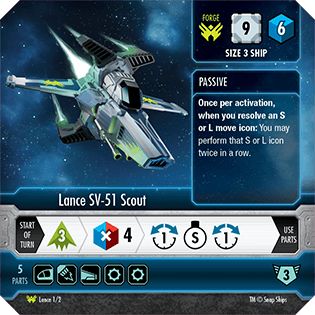 FORGE
9
6
SIZE 3 SHIP
PASSIVE
Once per activation,
when you resolve an S
or L move icon: You may
perform that S or L icon
twice in a row.
Lance SV-51 Scout
START OF TURN
3
4
1
S
1
USE PARTS
5 PARTS
3
Lance 1/2
TM © Snap Ships